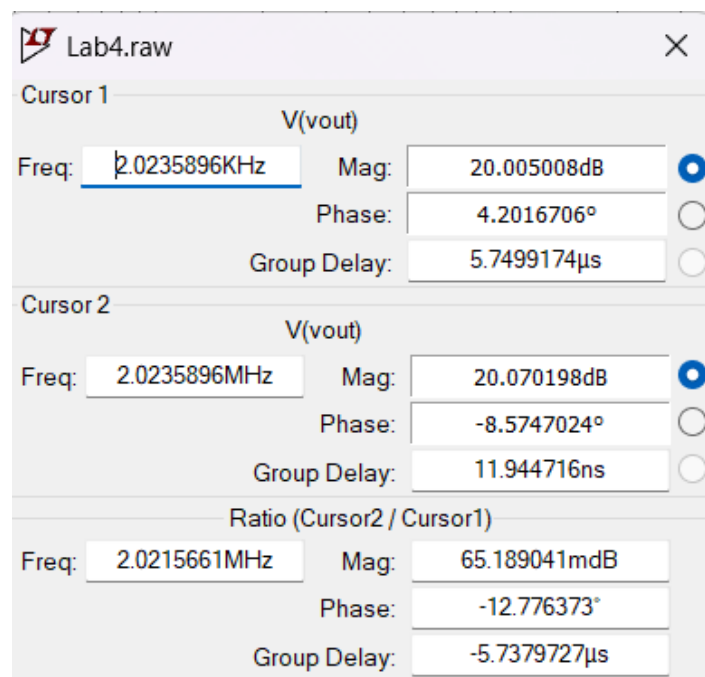 Lab4.raw
Cursor 1
V(vout)
Freq: 2.0235896KHz Mag: 20.005008dB
Phase: 4.2016706º
Group Delay: 5.7499174µs
Cursor 2
V(vout)
Freq: 2.0235896MHz Mag: 20.070198dB
Phase: -8.5747024º
Group Delay: 11.944716ns
Ratio (Cursor2 / Cursor1)
Freq: 2.0215661MHz Mag: 65.189041mdB
Phase: -12.776373°
Group Delay: -5.7379727µs